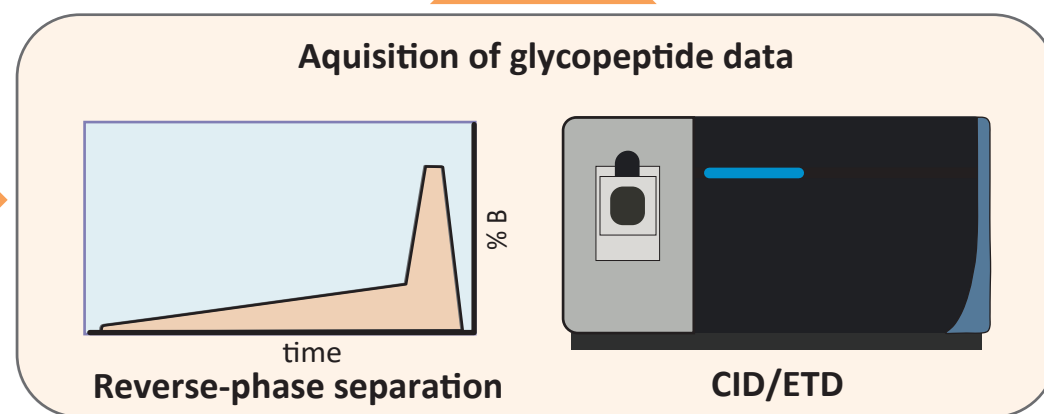 Aquisition of glycopeptide data
% B
time
Reverse-phase separation
CID/ETD